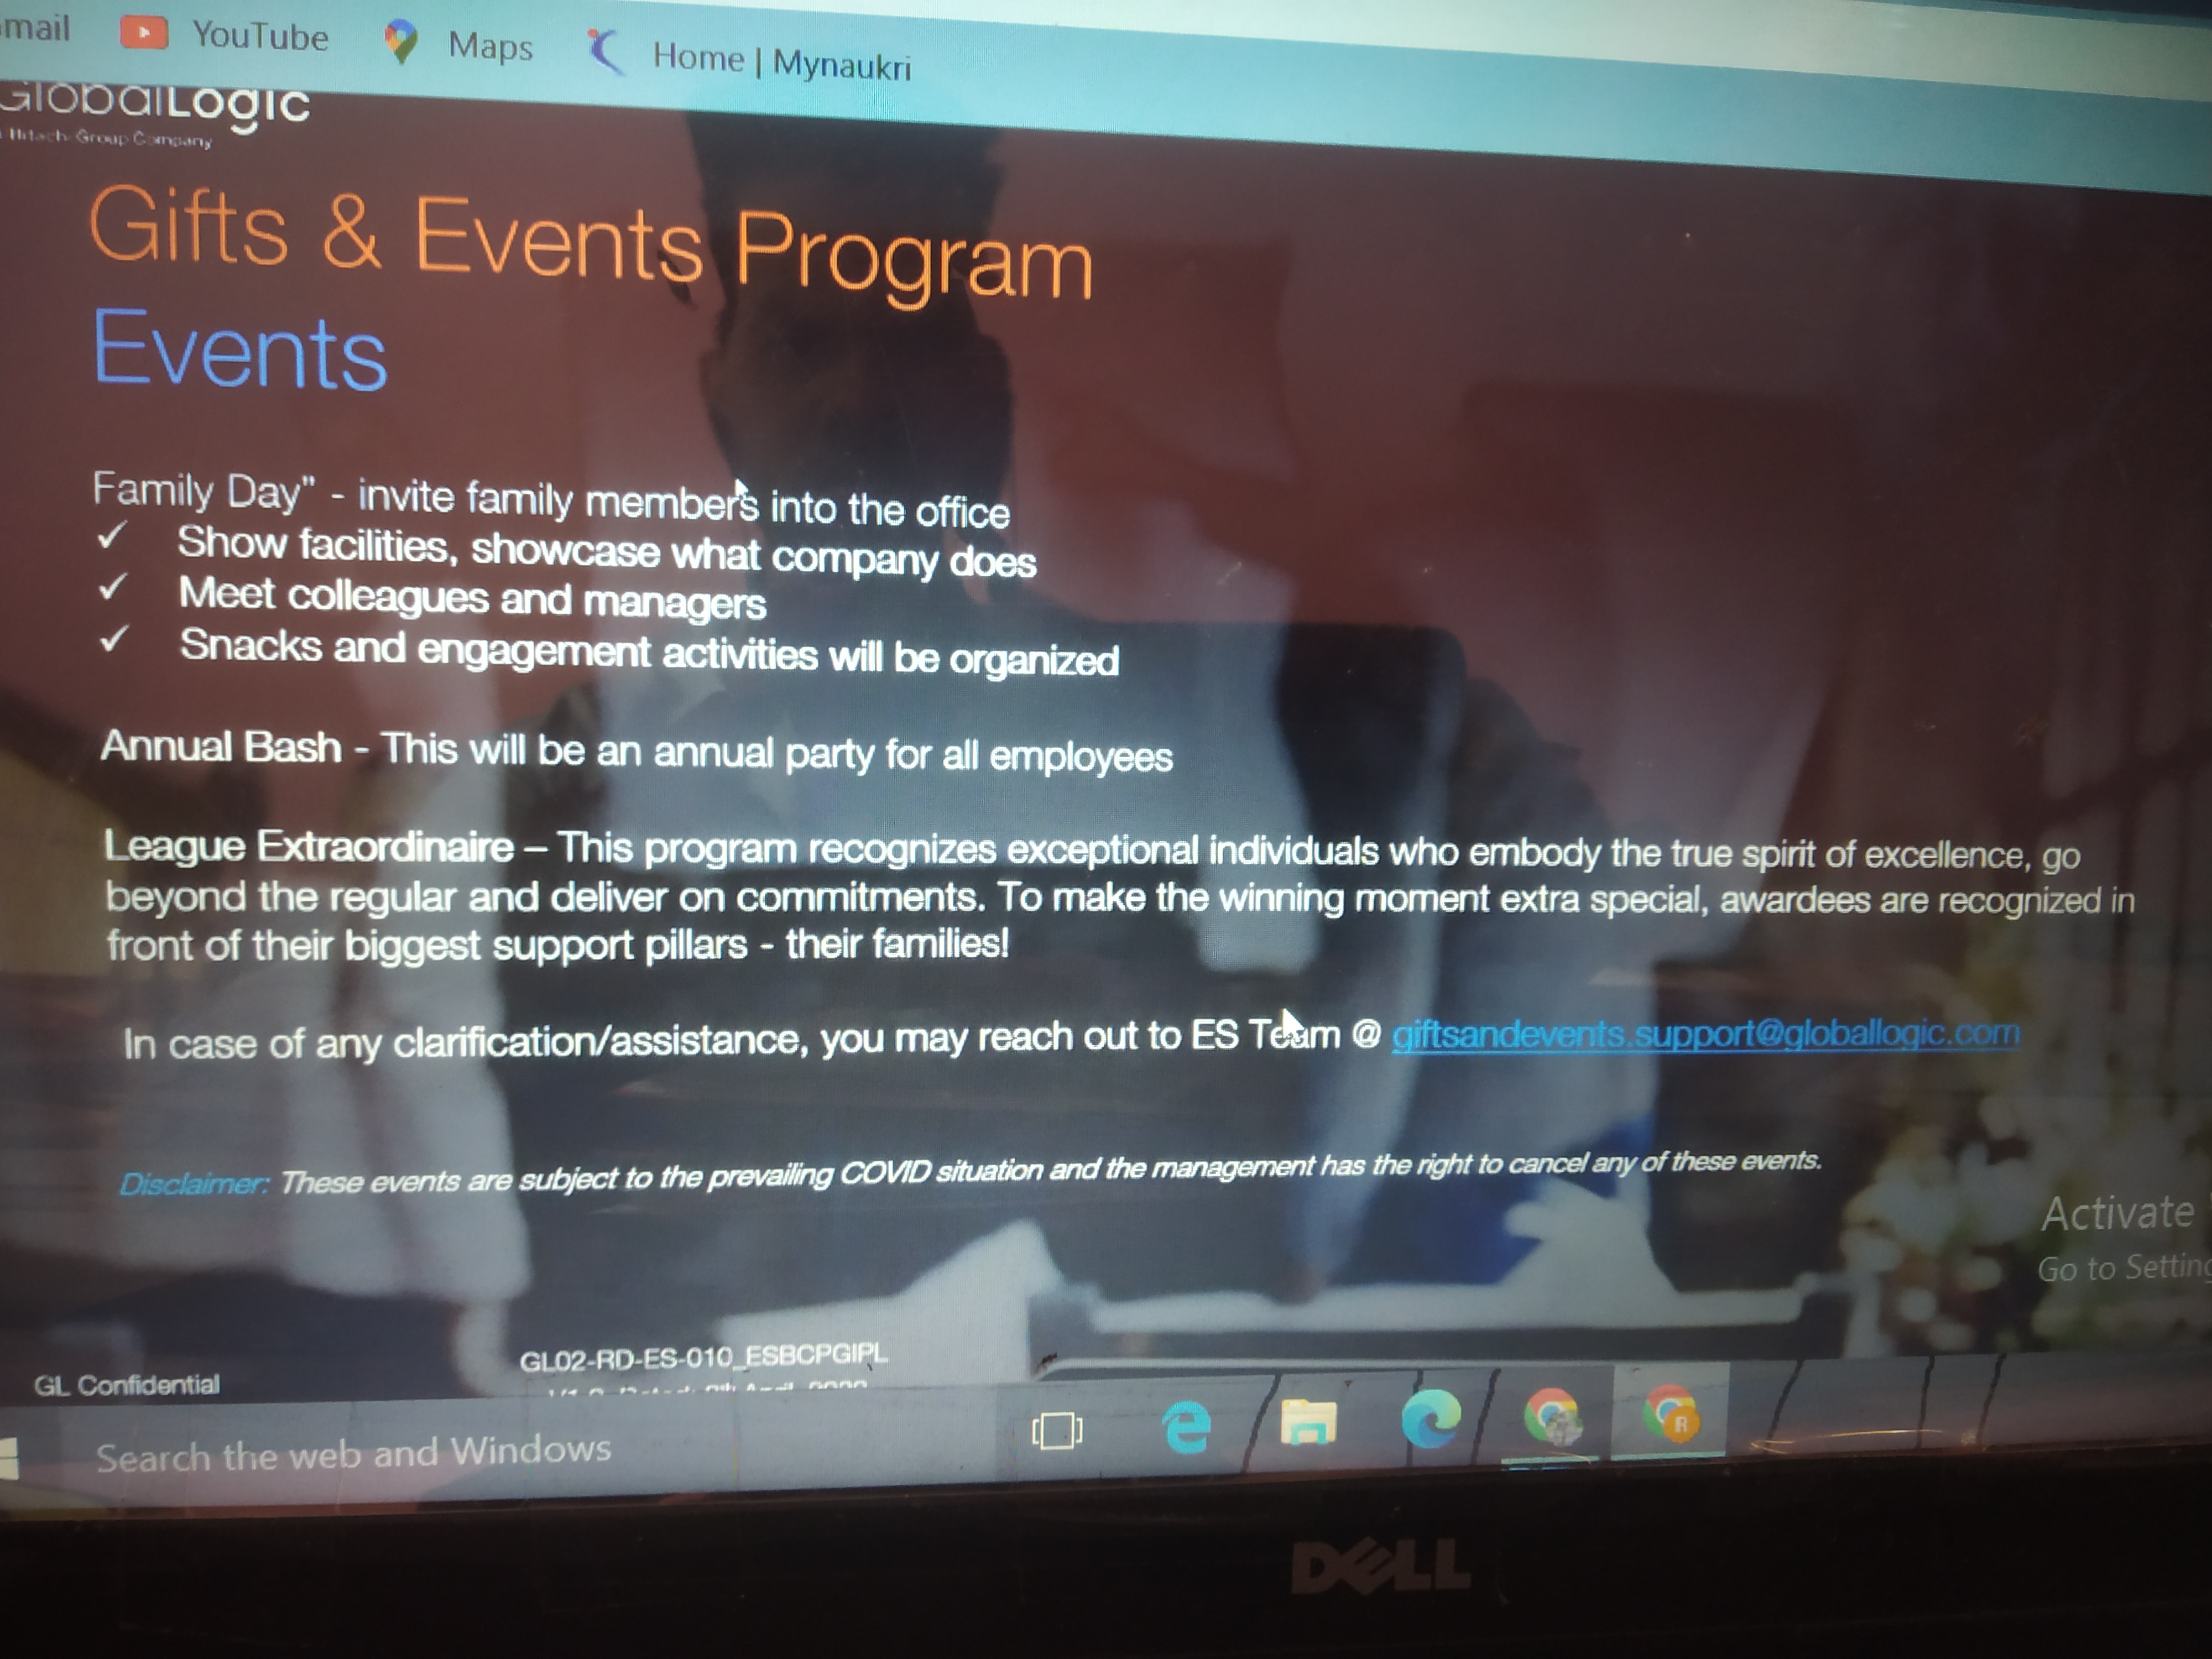 mail YouTube Maps Home | Mynaukri
GlobalLogic
Hitachi Group Company
Gifts & Events Program
Events
Family Day" - invite family members into the office
✓ Show facilities, showcase what company does
✓ Meet colleagues and managers
✓ Snacks and engagement activities will be organized
Annual Bash - This will be an annual party for all employees
League Extraordinaire – This program recognizes exceptional individuals who embody the true spirit of excellence, go
beyond the regular and deliver on commitments. To make the winning moment extra special, awardees are recognized in
front of their biggest support pillars - their families!
In case of any clarification/assistance, you may reach out to ES Team @ giftsandevents.support@globallogic.com
Disclaimer: These events are subject to the prevailing COVID situation and the management has the right to cancel any of these events.
Activate
Go to Setting
GL02-RD-ES-010_ESBCPGIPL
GL Confidential
Search the web and Windows
R
DELL